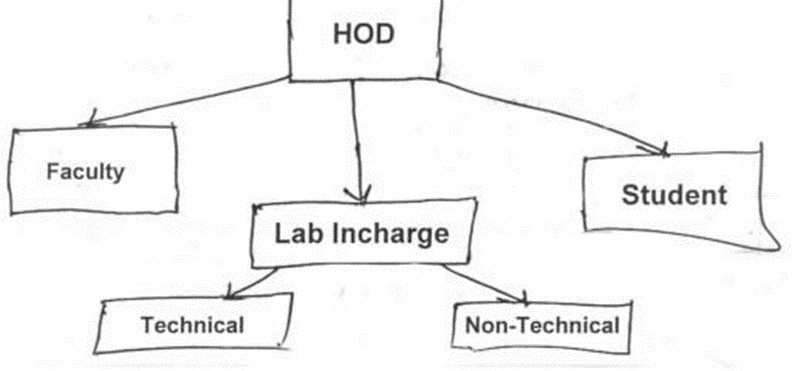 HOD
Faculty
Student
Lab Incharge
Technical
Non-Technical